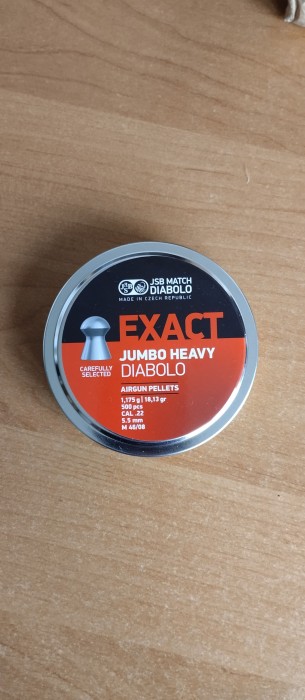 JSB MATCH
DIABOLO
MADE IN CZECH REPUBLIC
EXACT
JUMBO HEAVY
DIABOLO
CAREFULLY
SELECTED
AIRGUN PELLETS
1,175 g | 18,13 gr
500 pcs
CAL .22
5.5 mm
M 46/08